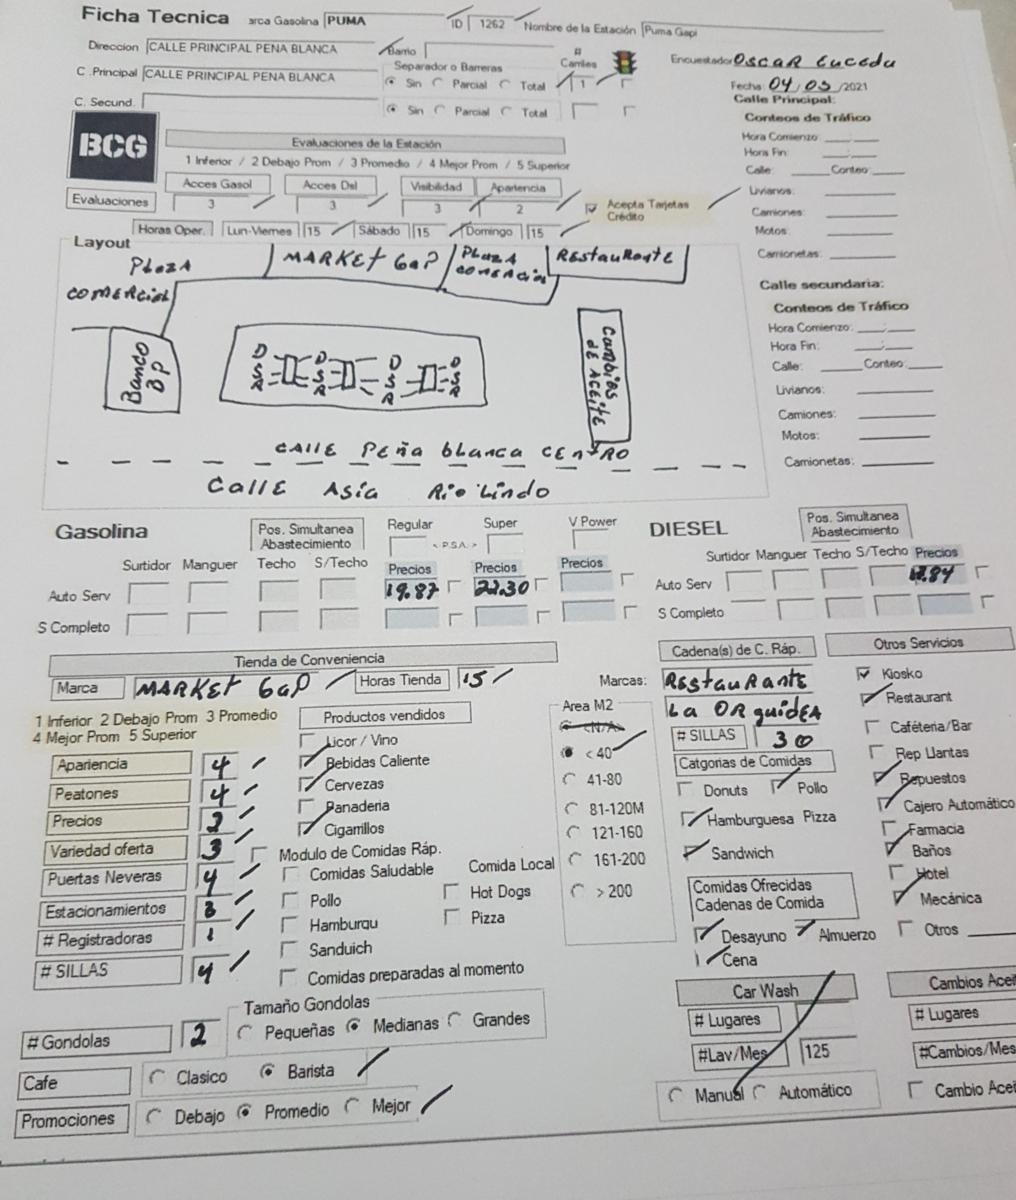 Ficha Tecnica arca Gasolina PUMA ID 1262 Nombre de la Estación Puma Gapi
Direccion CALLE PRINCIPAL PENA BLANCA Barrio
Separador o Barreras # Carriles
Encuestador OSCAR Euceda
C .Principal CALLE PRINCIPAL PENA BLANCA Sin Parcial Total 1
Fecha: 04/05/2021
C. Secund. Sin Parcial Total
Calle Principal:
Conteos de Tráfico
Hora Comienzo: ___:___
Hora Fin: ___:___
Calle: ____ Conteo:____
Livianos:
Camiones:
Motos:
Camionetas:
BCG
Evaluaciones de la Estación
1 Inferior / 2 Debajo Prom / 3 Promedio / 4 Mejor Prom / 5 Superior
Acces Gasol Acces Dsl Visibilidad Apariencia
Evaluaciones 3 3 3 2 Acepta Tarjetas Crédito
Horas Oper. Lun-Viernes 15 Sábado 15 Domingo 15
Layout
PLAZA COMERCIAL
MARKET GAP
PLAZA COMERCIAL
REStauRante
Banco BP
D S R D S R D S R D S R
Cambios DE ACEITE
CALLE PEña blanca CEntRO
Calle Asia Rio Lindo
Calle secundaria:
Conteos de Tráfico
Hora Comienzo: ___:___
Hora Fin: ___:___
Calle: ____ Conteo:____
Livianos:
Camiones:
Motos:
Camionetas:
Gasolina
Pos. Simultanea Abastecimiento
Regular Super V Power
< P.S.A. >
Surtidor Manguer Techo S/Techo Precios Precios Precios
Auto Serv 19.87 22.30
S Completo
DIESEL
Pos. Simultanea Abastecimiento
Surtidor Manguer Techo S/Techo Precios
Auto Serv
S Completo
Tienda de Conveniencia
Marca MARKET GAP Horas Tienda 15
1 Inferior 2 Debajo Prom 3 Promedio
4 Mejor Prom 5 Superior
Apariencia 4
Peatones 4
Precios
Variedad oferta 3
Puertas Neveras 4
Estacionamientos 3
# Registradoras 1
# SILLAS 4
Productos vendidos
Licor / Vino
Bebidas Caliente
Cervezas
Panaderia
Cigarrillos
Modulo de Comidas Ráp.
Comidas Saludable
Pollo
Hamburgu
Sanduich
Comidas preparadas al momento
Comida Local
Hot Dogs
Pizza
Area M2
<N/A>
< 40
41-80
81-120M
121-160
161-200
> 200
# Gondolas 2
Tamaño Gondolas
Pequeñas Medianas Grandes
Cafe Clasico Barista
Promociones Debajo Promedio Mejor
Cadena(s) de C. Ráp.
Marcas: REStauRante
La ORquidEA
# SILLAS 30
Catgorias de Comidas
Donuts Pollo
Hamburguesa Pizza
Sandwich
Comidas Ofrecidas
Cadenas de Comida
Desayuno Almuerzo
Cena
Car Wash
# Lugares
#Lav/Mes 125
Manual Automático
Otros Servicios
Kiosko
Restaurant
Caféteria/Bar
Rep Llantas
Repuestos
Cajero Automático
Farmacia
Baños
Hotel
Mecánica
Otros
Cambios Acei
# Lugares
#Cambios/Mes
Cambio Acei